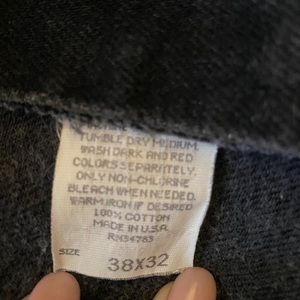 TUMBLE DRY MEDIUM.
WASH DARK AND RED
COLORS SEPARATELY.
ONLY NON-CHLORINE
BLEACH WHEN NEEDED.
WARM IRON IF DESIRED
100% COTTON
MADE IN U.S.A.
RN54783
SIZE
38X32